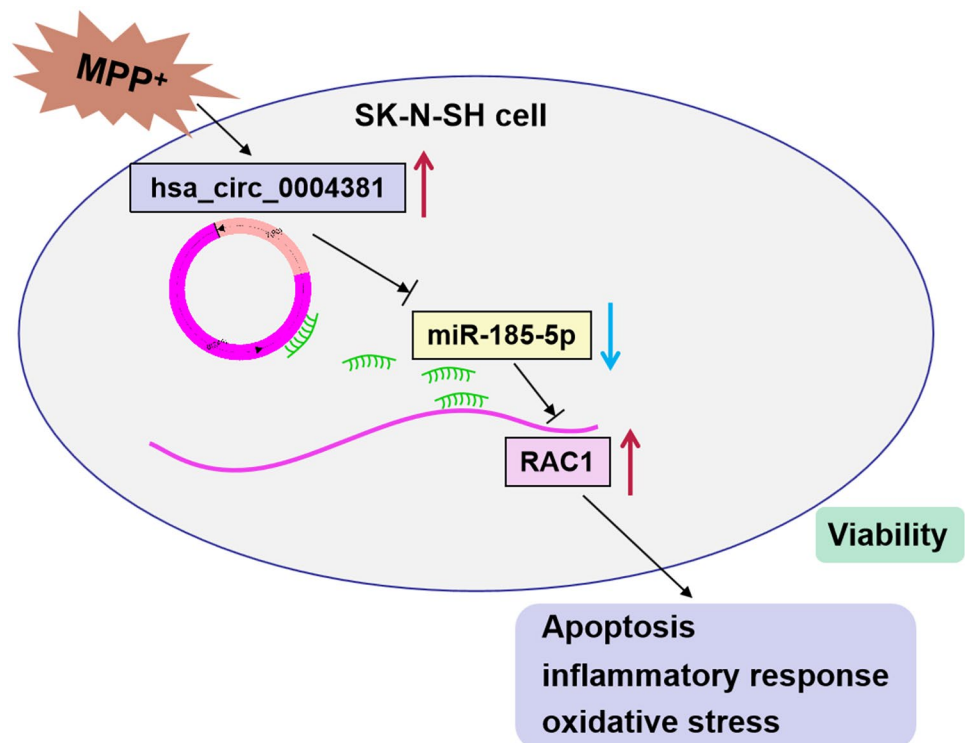 MPP⁺
SK-N-SH cell
hsa_circ_0004381
miR-185-5p
RAC1
Viability
Apoptosis
inflammatory response
oxidative stress